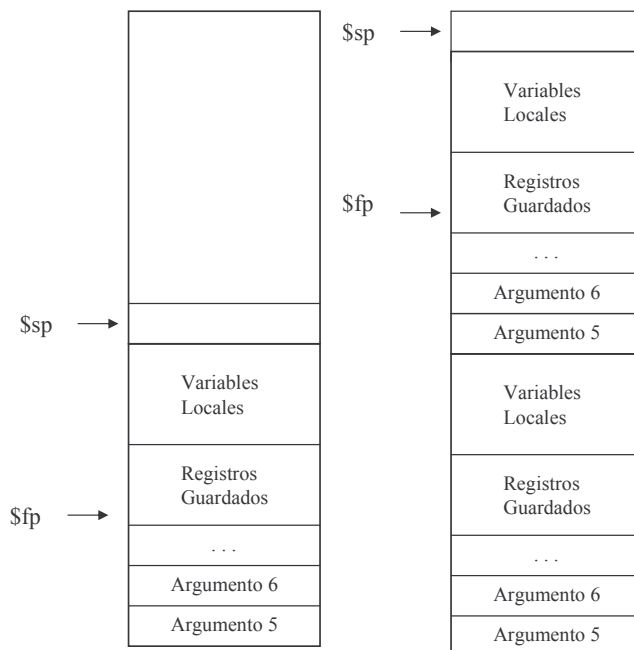 $sp
Variables
Locales
$fp
Registros
Guardados
. . .
Argumento 6
Argumento 5
$sp
Variables
Locales
$fp
Registros
Guardados
. . .
Argumento 6
Argumento 5
Variables
Locales
Registros
Guardados
. . .
Argumento 6
Argumento 5